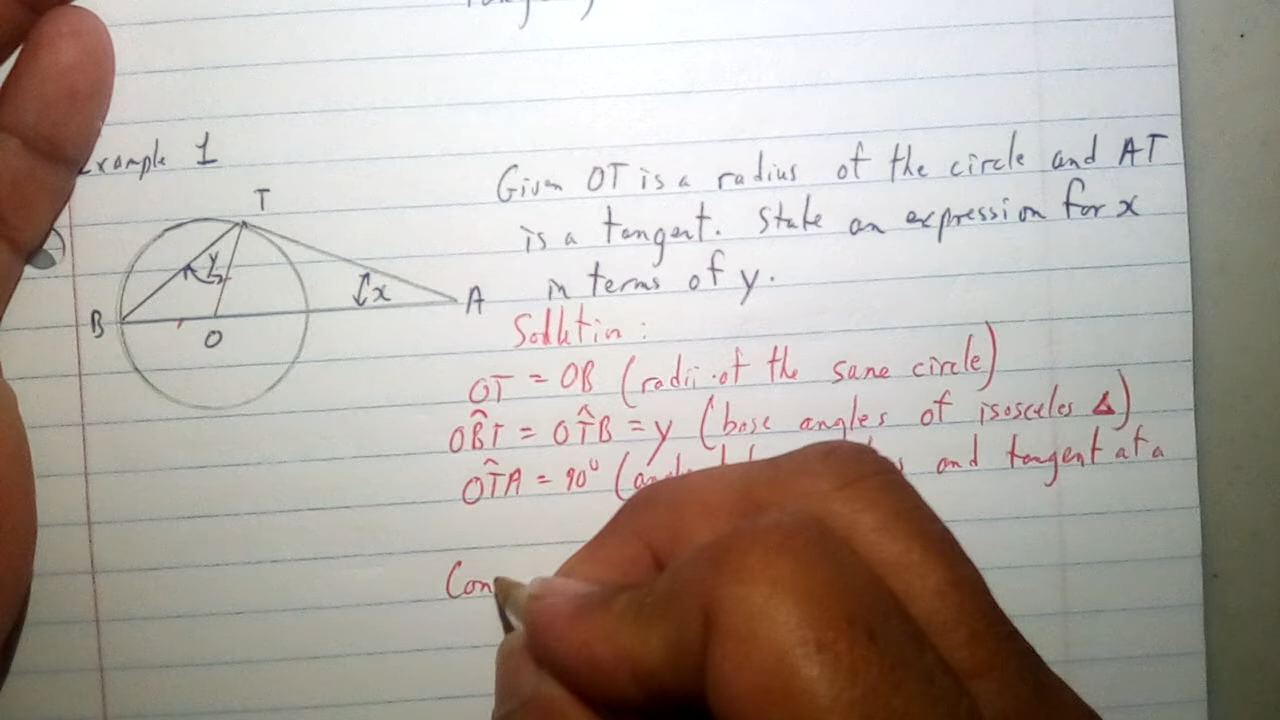 Example 1
T
y
x
A
B
O
Given OT is a radius of the circle and AT
is a tangent. State an expression for x
in terms of y.
Solution:
OT = OB (radii of the same circle)
OB̂T = OT̂B = y (base angles of isosceles Δ)
OT̂A = 90° (and tangent at a
Con